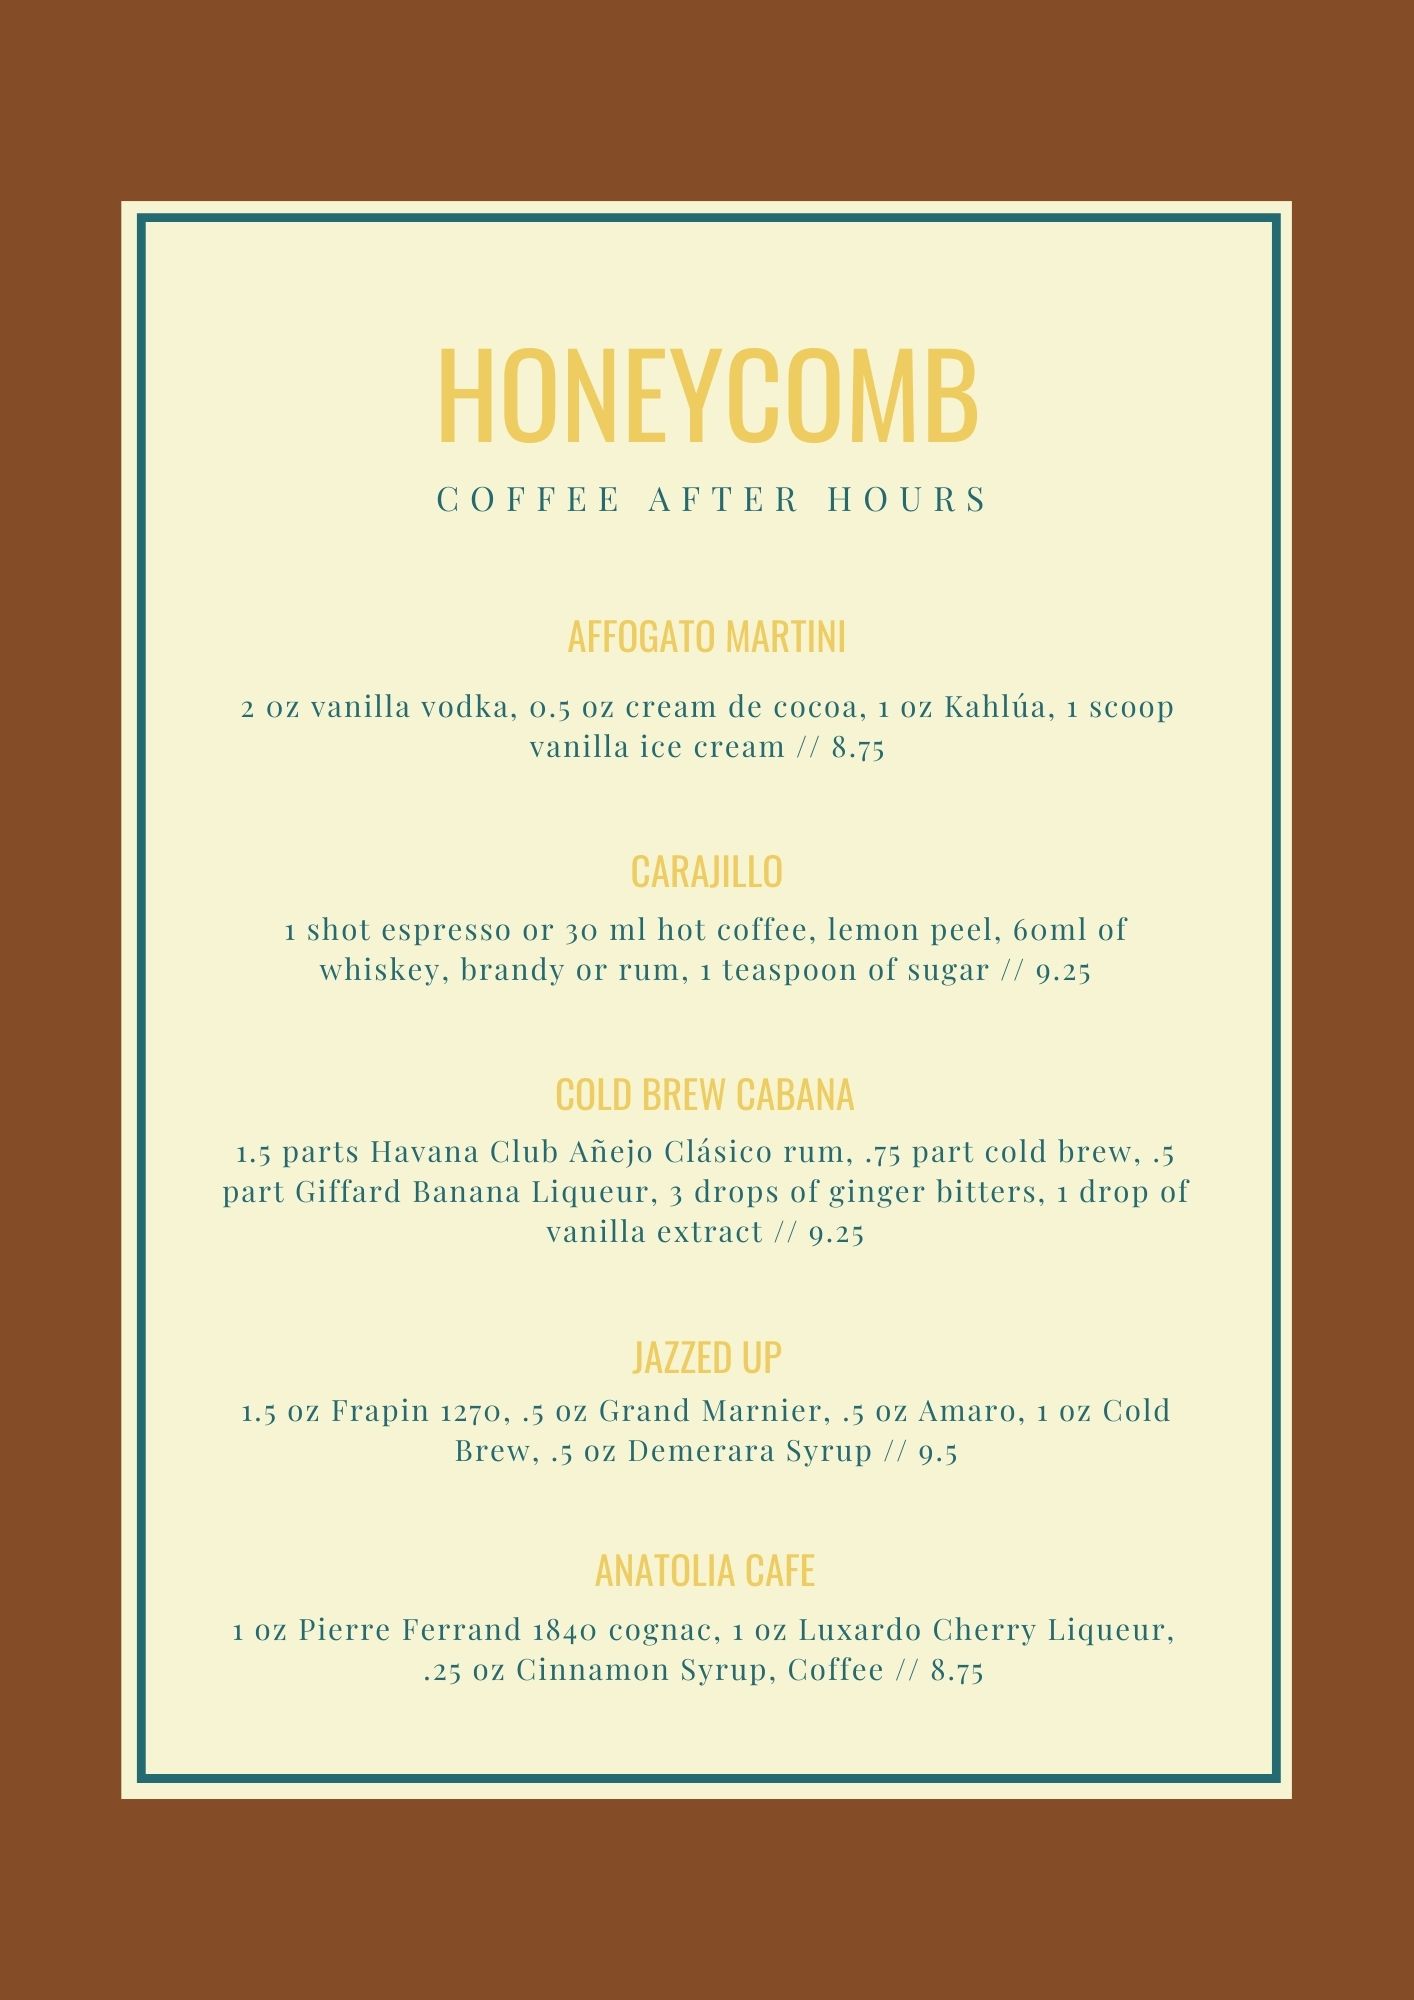 HONEYCOMB
COFFEE AFTER HOURS
AFFOGATO MARTINI
2 oz vanilla vodka, 0.5 oz cream de cocoa, 1 oz Kahlúa, 1 scoop
vanilla ice cream // 8.75
CARAJILLO
1 shot espresso or 30 ml hot coffee, lemon peel, 60ml of
whiskey, brandy or rum, 1 teaspoon of sugar // 9.25
COLD BREW CABANA
1.5 parts Havana Club Añejo Clásico rum, .75 part cold brew, .5
part Giffard Banana Liqueur, 3 drops of ginger bitters, 1 drop of
vanilla extract // 9.25
JAZZED UP
1.5 oz Frapin 1270, .5 oz Grand Marnier, .5 oz Amaro, 1 oz Cold
Brew, .5 oz Demerara Syrup // 9.5
ANATOLIA CAFE
1 oz Pierre Ferrand 1840 cognac, 1 oz Luxardo Cherry Liqueur,
.25 oz Cinnamon Syrup, Coffee // 8.75